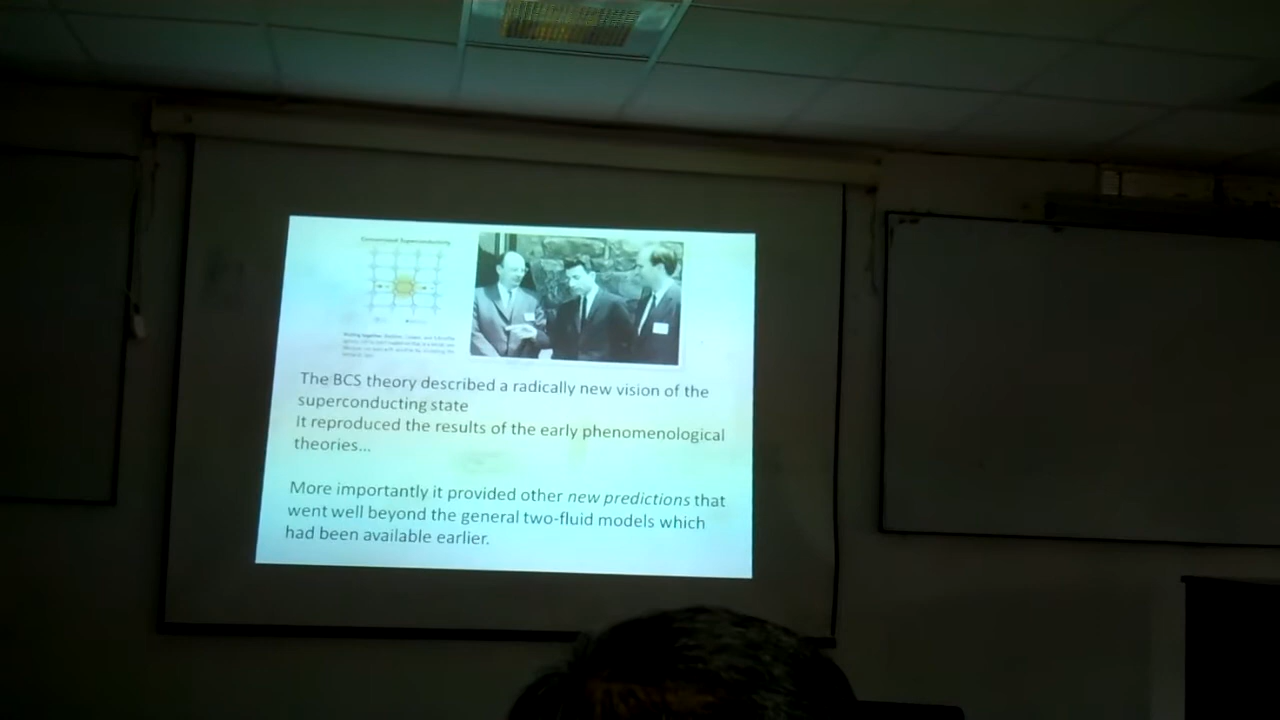 Conventional Superconductivity
The BCS theory described a radically new vision of the
superconducting state
It reproduced the results of the early phenomenological
theories...
More importantly it provided other new predictions that
went well beyond the general two-fluid models which
had been available earlier.